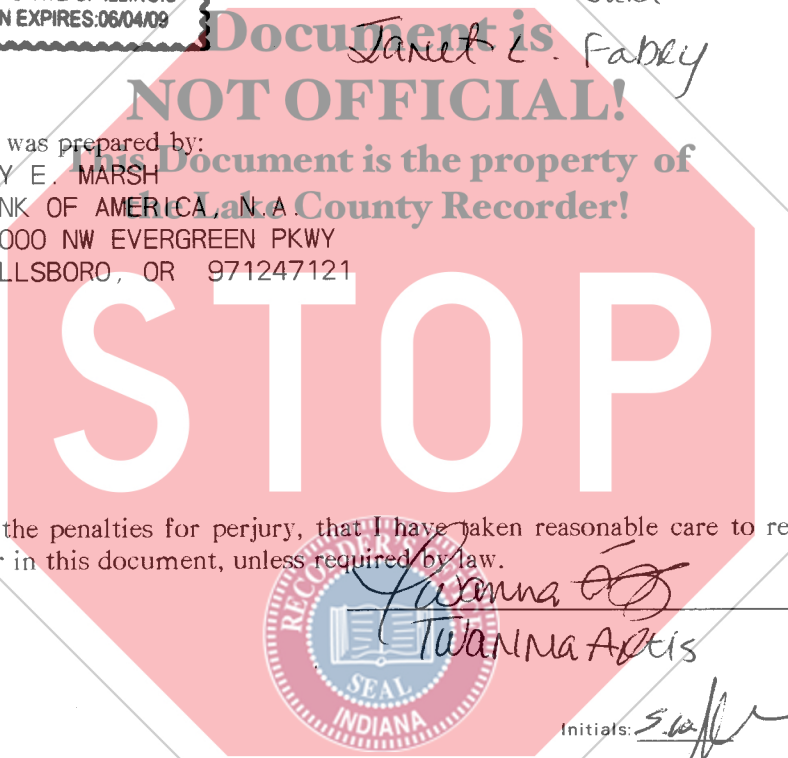 N EXPIRES:06/04/09
Document is
Janet L. Fabry
NOT OFFICIAL!
was prepared by:
This Document is the property of
Y E. MARSH
the Lake County Recorder!
NK OF AMERICA, N.A.
000 NW EVERGREEN PKWY
LLSBORO, OR 971247121
STOP
the penalties for perjury, that I have taken reasonable care to re
in this document, unless required by law.
RECORDER'S OFFICE
Twanna
TWANNA ARTIS
SEAL
INDIANA
Initials: